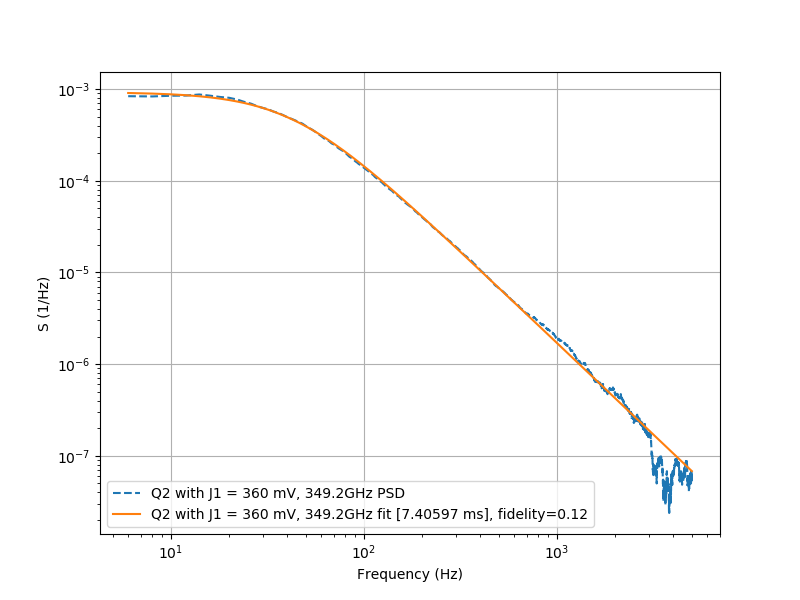 10⁻³
10⁻⁴
10⁻⁵
10⁻⁶
10⁻⁷
S (1/Hz)
Q2 with J1 = 360 mV, 349.2GHz PSD
Q2 with J1 = 360 mV, 349.2GHz fit [7.40597 ms], fidelity=0.12
10¹ 10² 10³
Frequency (Hz)